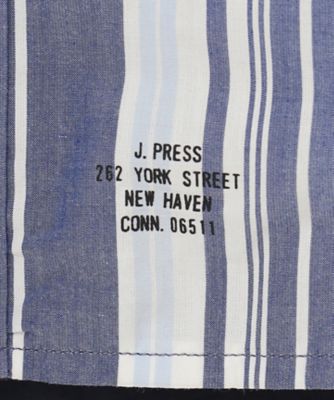 J. PRESS
262 YORK STREET
NEW HAVEN
CONN. 06511